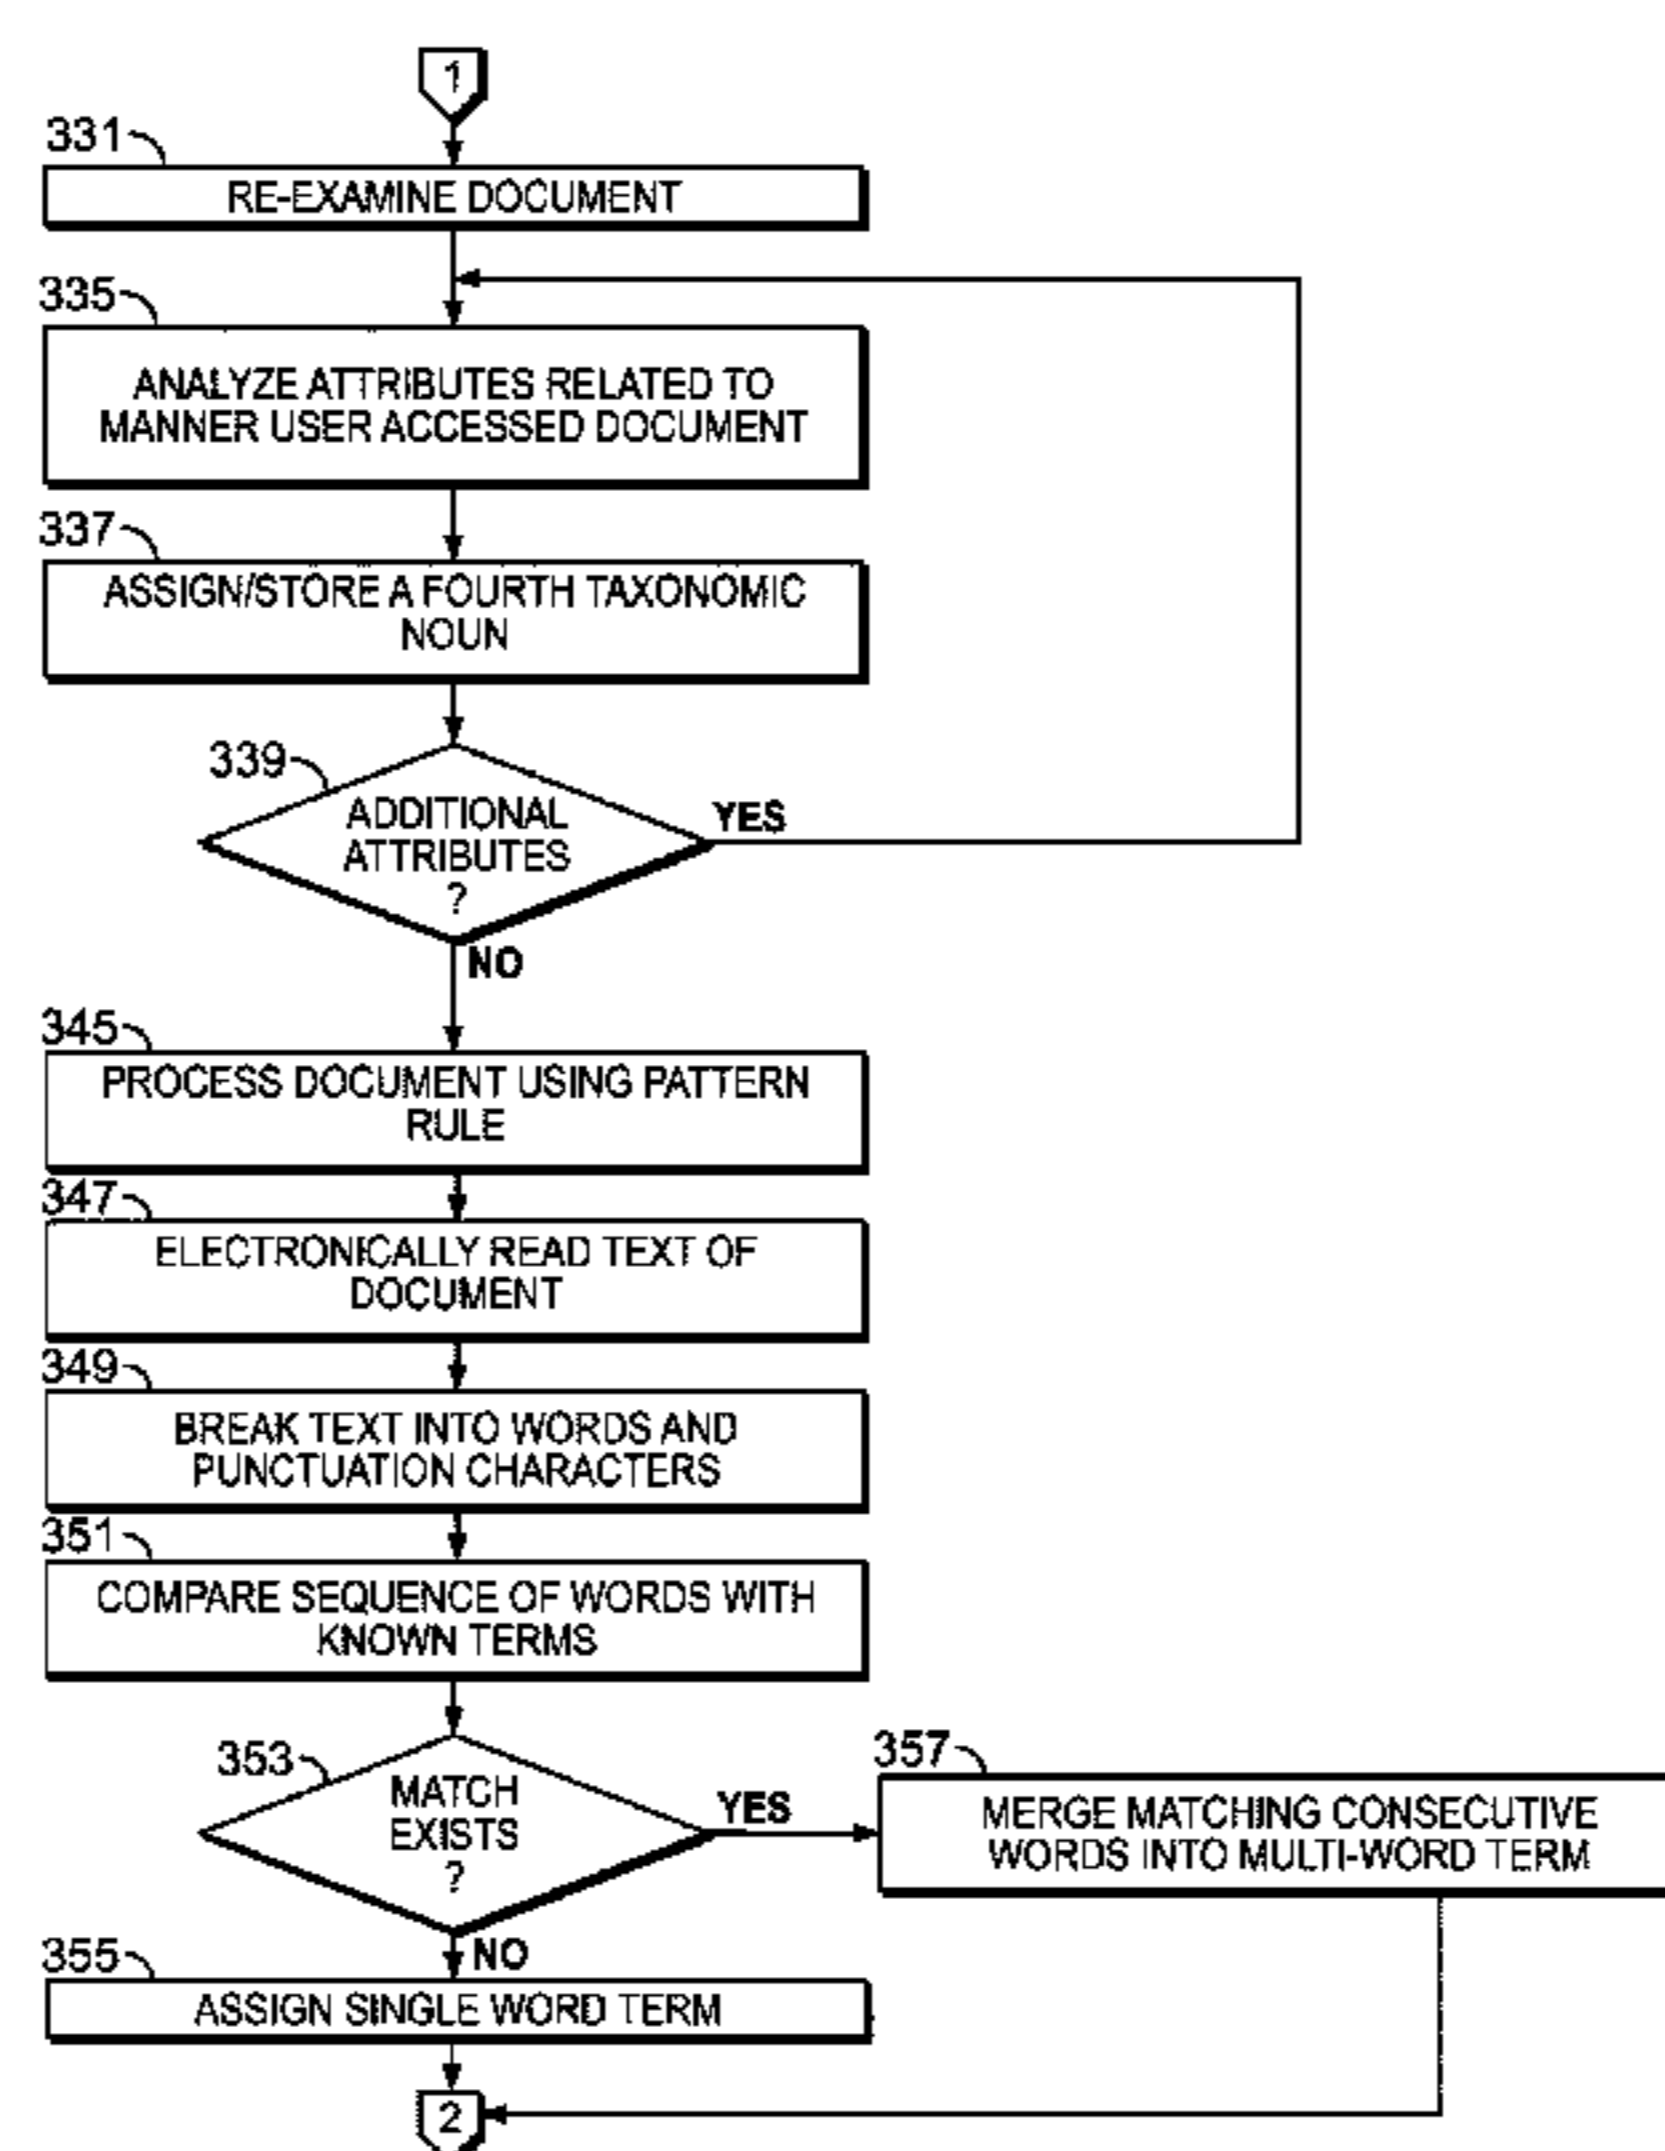 1
331
RE-EXAMINE DOCUMENT
335
ANALYZE ATTRIBUTES RELATED TO
MANNER USER ACCESSED DOCUMENT
337
ASSIGN/STORE A FOURTH TAXONOMIC
NOUN
339
ADDITIONAL
ATTRIBUTES
?
YES
NO
345
PROCESS DOCUMENT USING PATTERN
RULE
347
ELECTRONICALLY READ TEXT OF
DOCUMENT
349
BREAK TEXT INTO WORDS AND
PUNCTUATION CHARACTERS
351
COMPARE SEQUENCE OF WORDS WITH
KNOWN TERMS
353
MATCH
EXISTS
?
YES
357
MERGE MATCHING CONSECUTIVE
WORDS INTO MULTI-WORD TERM
NO
355
ASSIGN SINGLE WORD TERM
2